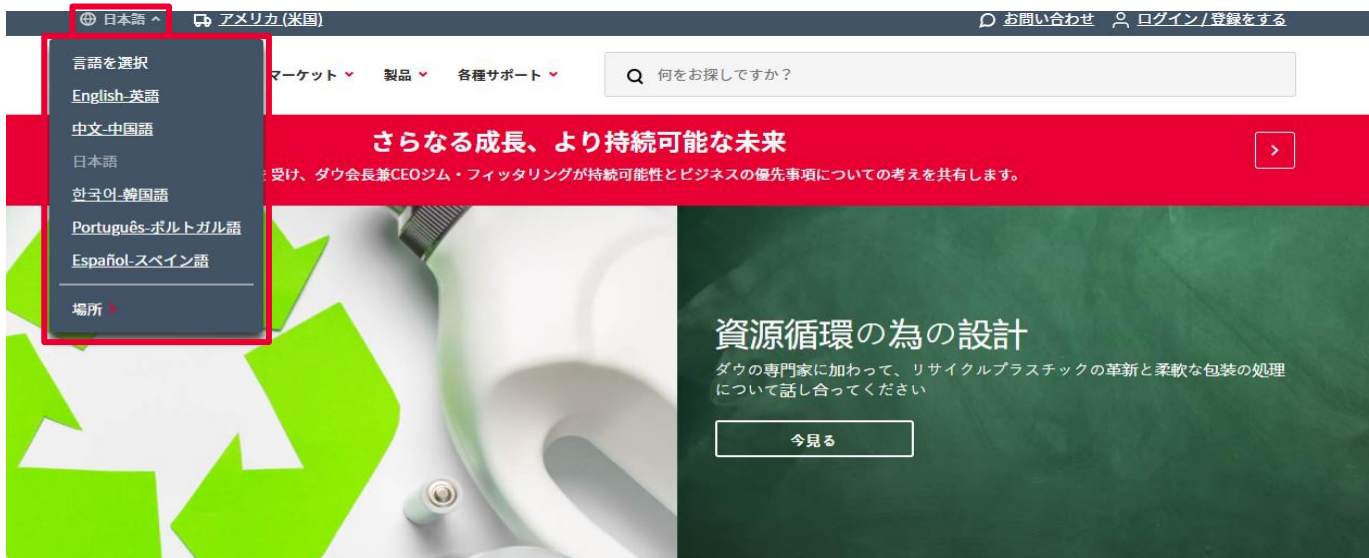 日本語
アメリカ(米国)
お問い合わせ
ログイン/登録をする
言語を選択
English-英語
中文-中国語
日本語
한국어-韓国語
Português-ポルトガル語
Español-スペイン語
場所
マーケット
製品
各種サポート
何をお探しですか?
さらなる成長、より持続可能な未来
受け、ダウ会長兼CEOジム・フィッタリングが持続可能性とビジネスの優先事項についての考えを共有します。
資源循環の為の設計
ダウの専門家に加わって、リサイクルプラスチックの革新と柔軟な包装の処理
について話し合ってください
今見る